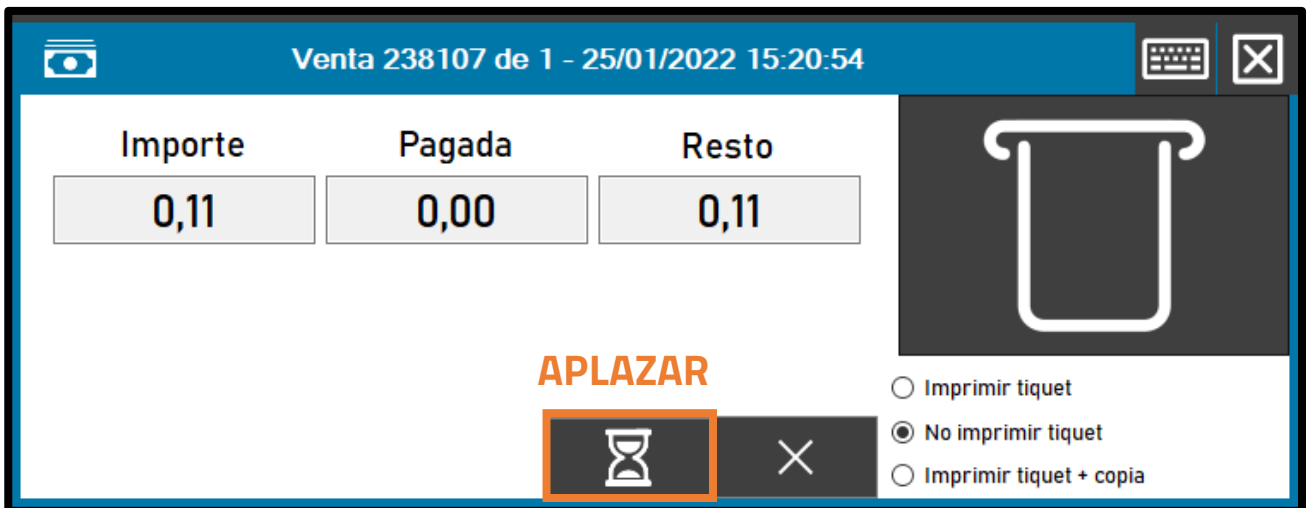 Venta 238107 de 1 - 25/01/2022 15:20:54
Importe Pagada Resto
0,11 0,00 0,11
APLAZAR
Imprimir tiquet
No imprimir tiquet
Imprimir tiquet + copia